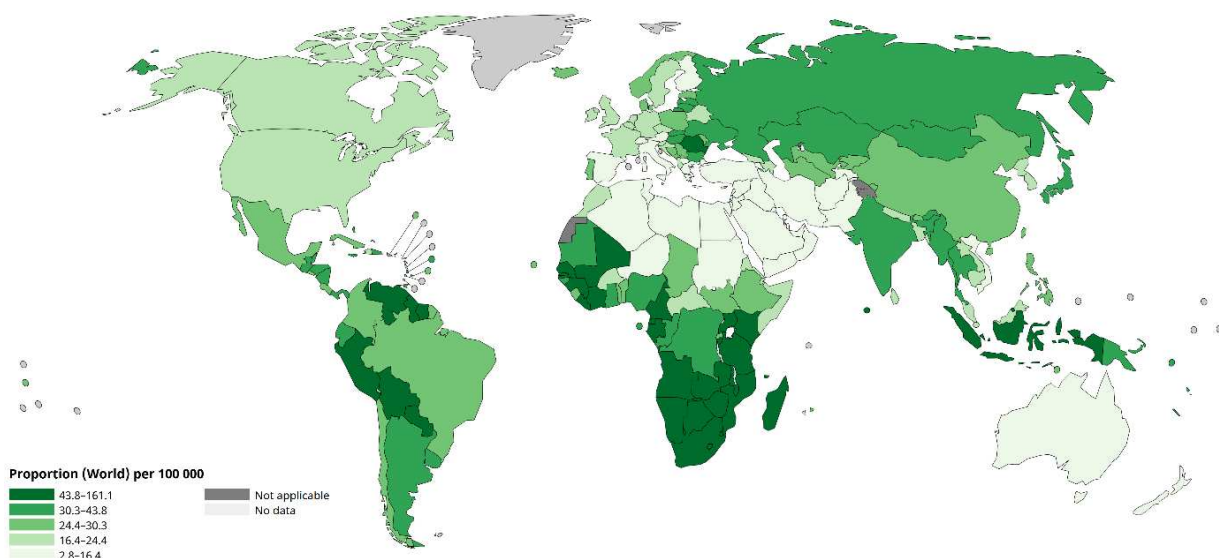 Proportion (World) per 100 000
43.8–161.1
30.3–43.8
24.4–30.3
16.4–24.4
2.8–16.4
Not applicable
No data